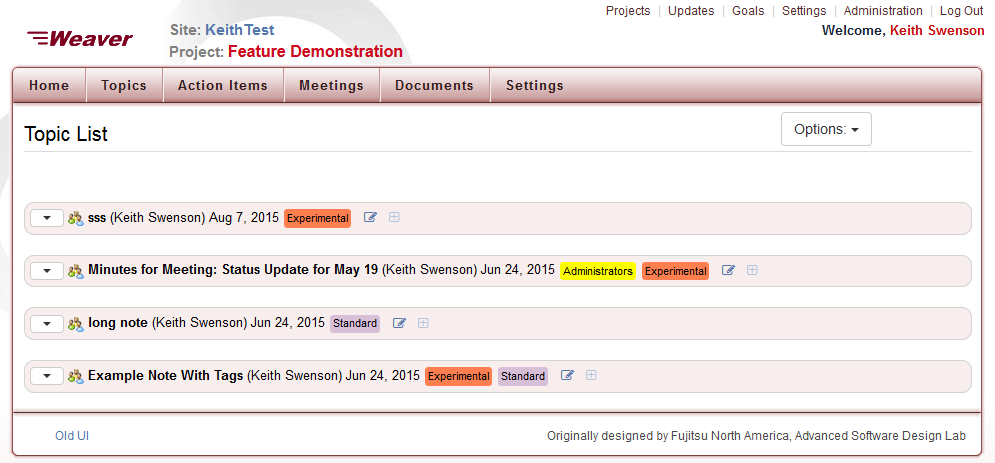 Projects | Updates | Goals | Settings | Administration | Log Out
Weaver
Site: KeithTest
Welcome, Keith Swenson
Project: Feature Demonstration
Home Topics Action Items Meetings Documents Settings
Topic List
Options:
sss (Keith Swenson) Aug 7, 2015 Experimental
Minutes for Meeting: Status Update for May 19 (Keith Swenson) Jun 24, 2015 Administrators Experimental
long note (Keith Swenson) Jun 24, 2015 Standard
Example Note With Tags (Keith Swenson) Jun 24, 2015 Experimental Standard
Old UI
Originally designed by Fujitsu North America, Advanced Software Design Lab